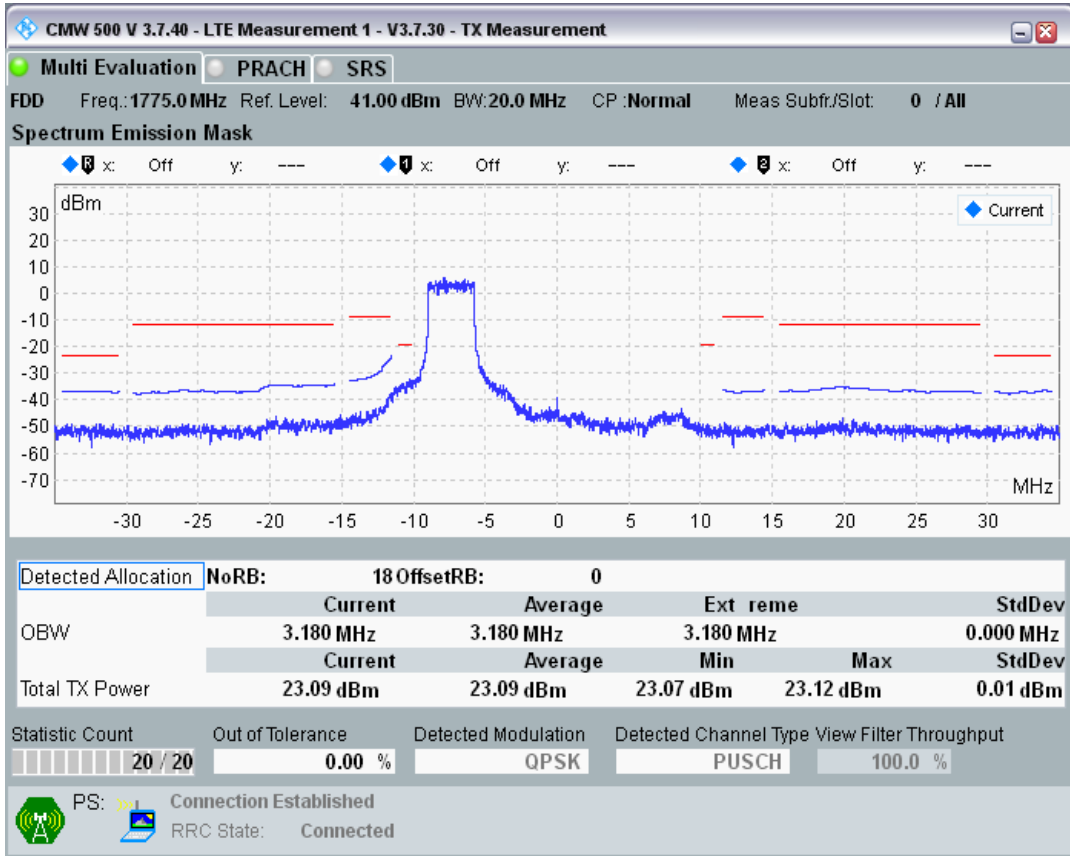 CMW 500 V 3.7.40 - LTE Measurement 1 - V3.7.30 - TX Measurement
Multi Evaluation PRACH SRS
FDD Freq.:1775.0 MHz Ref. Level: 41.00 dBm BW:20.0 MHz CP :Normal Meas Subfr./Slot: 0 / All
Spectrum Emission Mask
R x: Off y: --- 1 x: Off y: --- 2 x: Off y: ---
dBm
Current
30
20
10
0
-10
-20
-30
-40
-50
-60
-70
MHz
-30 -25 -20 -15 -10 -5 0 5 10 15 20 25 30
Detected Allocation NoRB: 18 OffsetRB: 0
Current Average Ext reme StdDev
OBW 3.180 MHz 3.180 MHz 3.180 MHz 0.000 MHz
Current Average Min Max StdDev
Total TX Power 23.09 dBm 23.09 dBm 23.07 dBm 23.12 dBm 0.01 dBm
Statistic Count Out of Tolerance Detected Modulation Detected Channel Type View Filter Throughput
20 / 20 0.00 % QPSK PUSCH 100.0 %
PS: Connection Established
RRC State: Connected